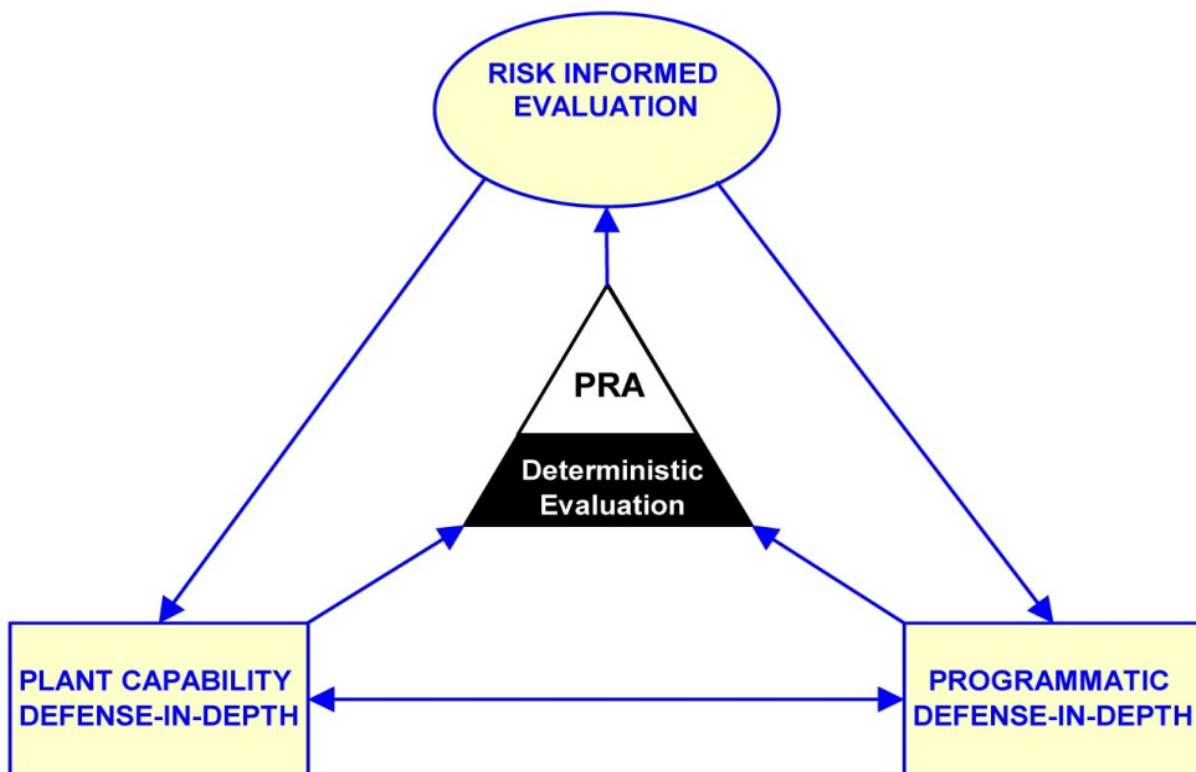 RISK INFORMED
EVALUATION
PRA
Deterministic
Evaluation
PLANT CAPABILITY
DEFENSE-IN-DEPTH
PROGRAMMATIC
DEFENSE-IN-DEPTH